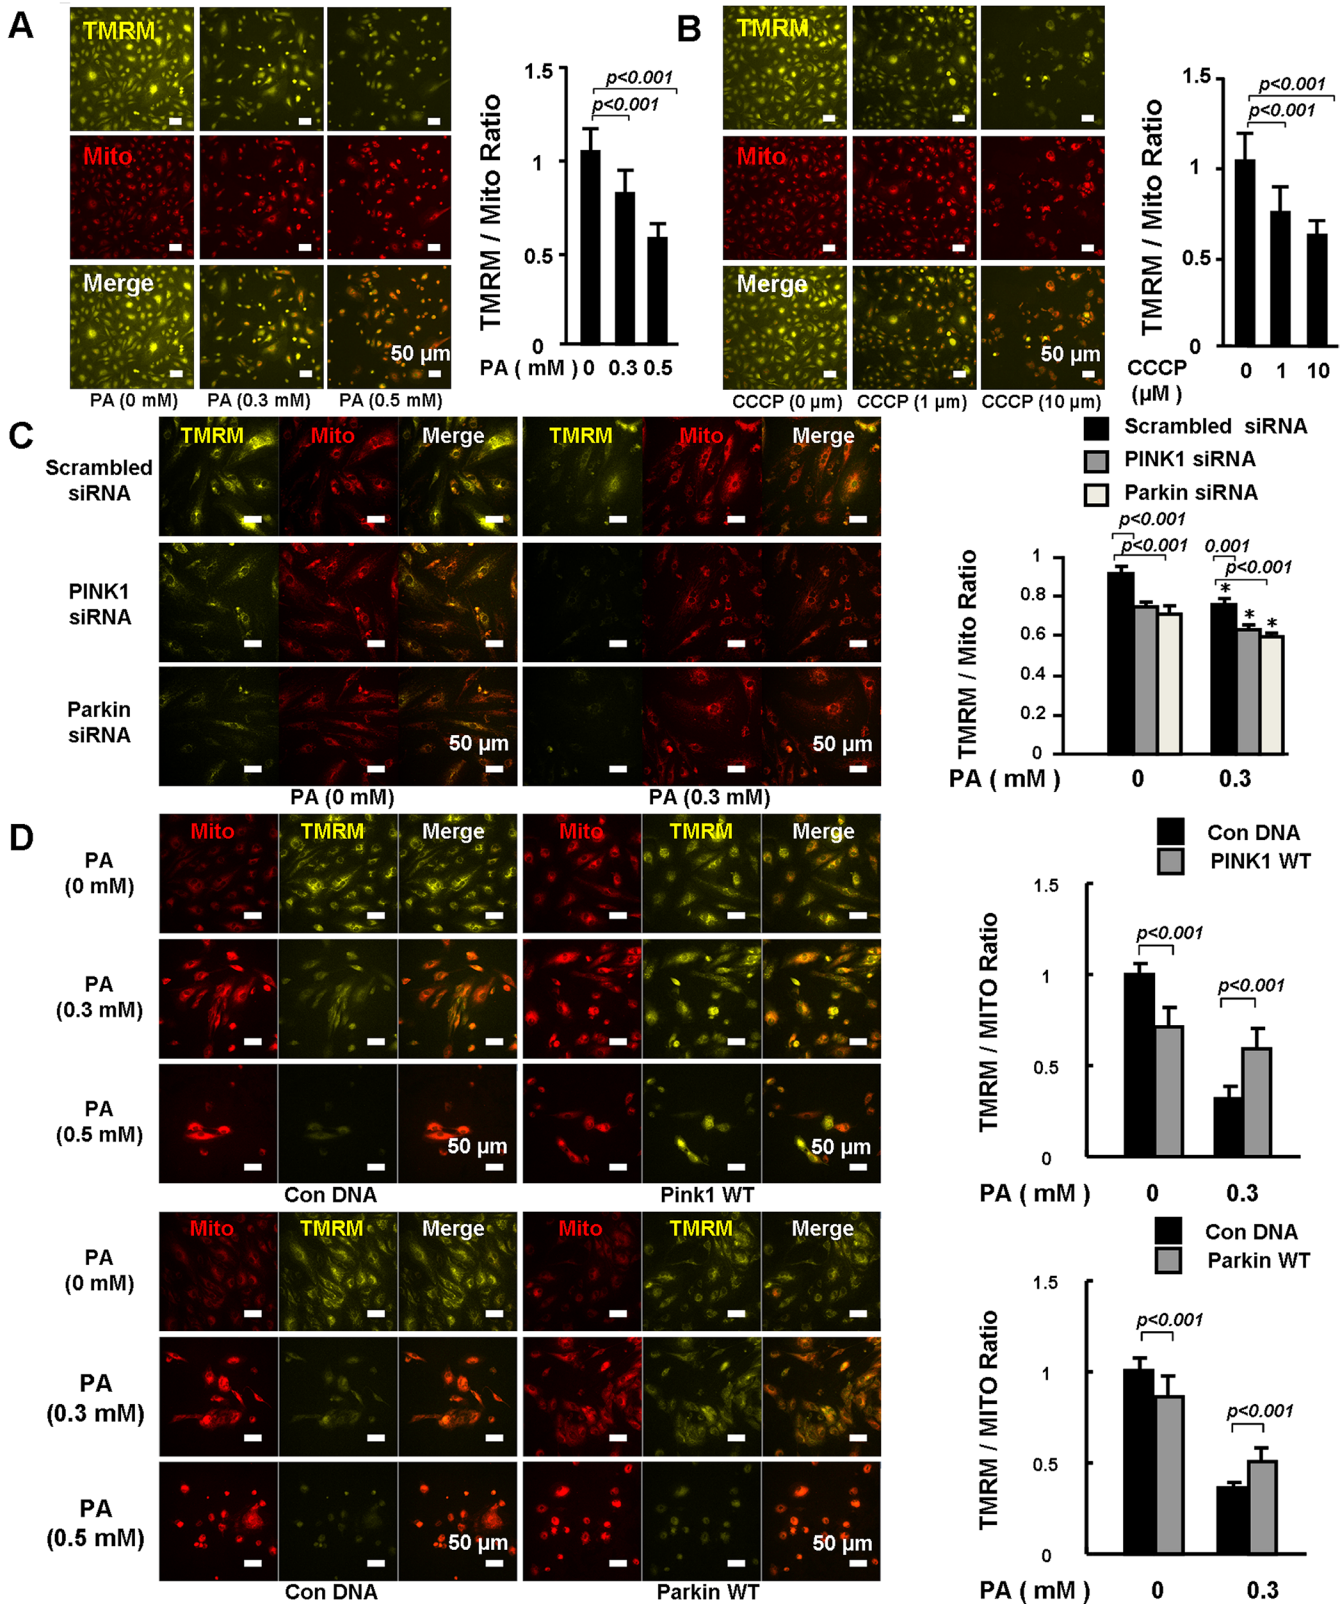 A
TMRM
Mito
Merge
50 µm
PA (0 mM) PA (0.3 mM) PA (0.5 mM)
TMRM / Mito Ratio
1.5
1
0.5
0
p<0.001
p<0.001
PA ( mM ) 0 0.3 0.5
B
TMRM
Mito
Merge
50 µm
CCCP (0 µm) CCCP (1 µm) CCCP (10 µm)
TMRM / Mito Ratio
1.5
1
0.5
0
p<0.001
p<0.001
CCCP 0 1 10
(µM )
C
TMRM Mito Merge TMRM Mito Merge
Scrambled
siRNA
PINK1
siRNA
Parkin
siRNA
50 µm 50 µm
PA (0 mM) PA (0.3 mM)
Scrambled siRNA
PINK1 siRNA
Parkin siRNA
TMRM / Mito Ratio
1
0.8
0.6
0.4
0.2
0
p<0.001
p<0.001
0.001
p<0.001
* * *
PA ( mM ) 0 0.3
D
Mito TMRM Merge Mito TMRM Merge
PA
(0 mM)
PA
(0.3 mM)
PA
(0.5 mM)
50 µm 50 µm
Con DNA Pink1 WT
Con DNA
PINK1 WT
TMRM / MITO Ratio
1.5
1
0.5
0
p<0.001
p<0.001
PA ( mM ) 0 0.3
Mito TMRM Merge Mito TMRM Merge
PA
(0 mM)
PA
(0.3 mM)
PA
(0.5 mM)
50 µm 50 µm
Con DNA Parkin WT
Con DNA
Parkin WT
TMRM / MITO Ratio
1.5
1
0.5
0
p<0.001
p<0.001
PA ( mM ) 0 0.3